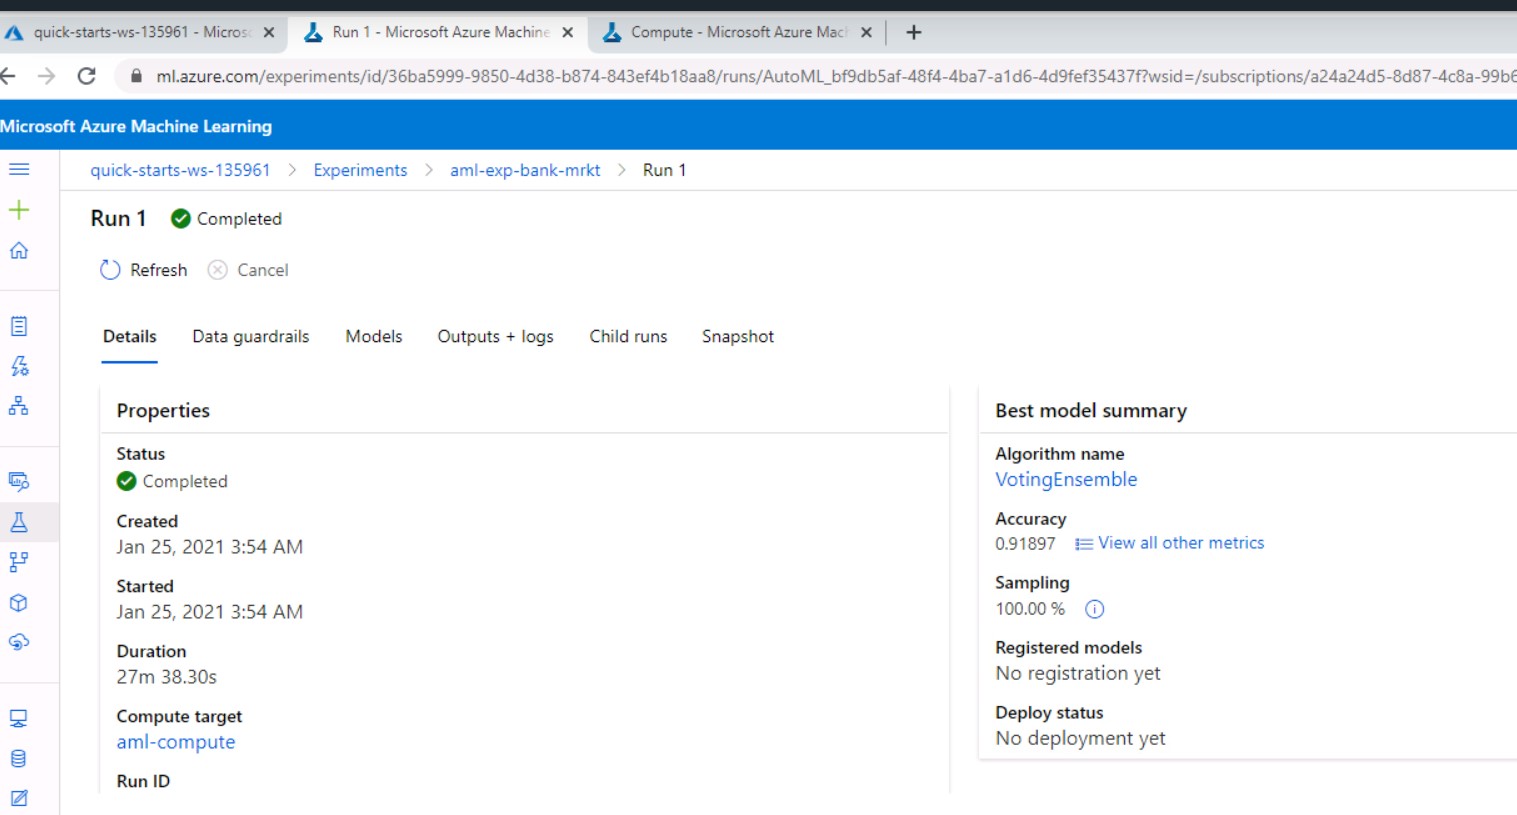 quick-starts-ws-135961 - Micros
Run 1 - Microsoft Azure Machine
Compute - Microsoft Azure Mac
ml.azure.com/experiments/id/36ba5999-9850-4d38-b874-843ef4b18aa8/runs/AutoML_bf9db5af-48f4-4ba7-a1d6-4d9fef35437f?wsid=/subscriptions/a24a24d5-8d87-4c8a-99b6
Microsoft Azure Machine Learning
quick-starts-ws-135961 > Experiments > aml-exp-bank-mrkt > Run 1
Run 1 Completed
Refresh Cancel
Details Data guardrails Models Outputs + logs Child runs Snapshot
Properties
Status
Completed
Created
Jan 25, 2021 3:54 AM
Started
Jan 25, 2021 3:54 AM
Duration
27m 38.30s
Compute target
aml-compute
Run ID
Best model summary
Algorithm name
VotingEnsemble
Accuracy
0.91897 View all other metrics
Sampling
100.00 %
Registered models
No registration yet
Deploy status
No deployment yet